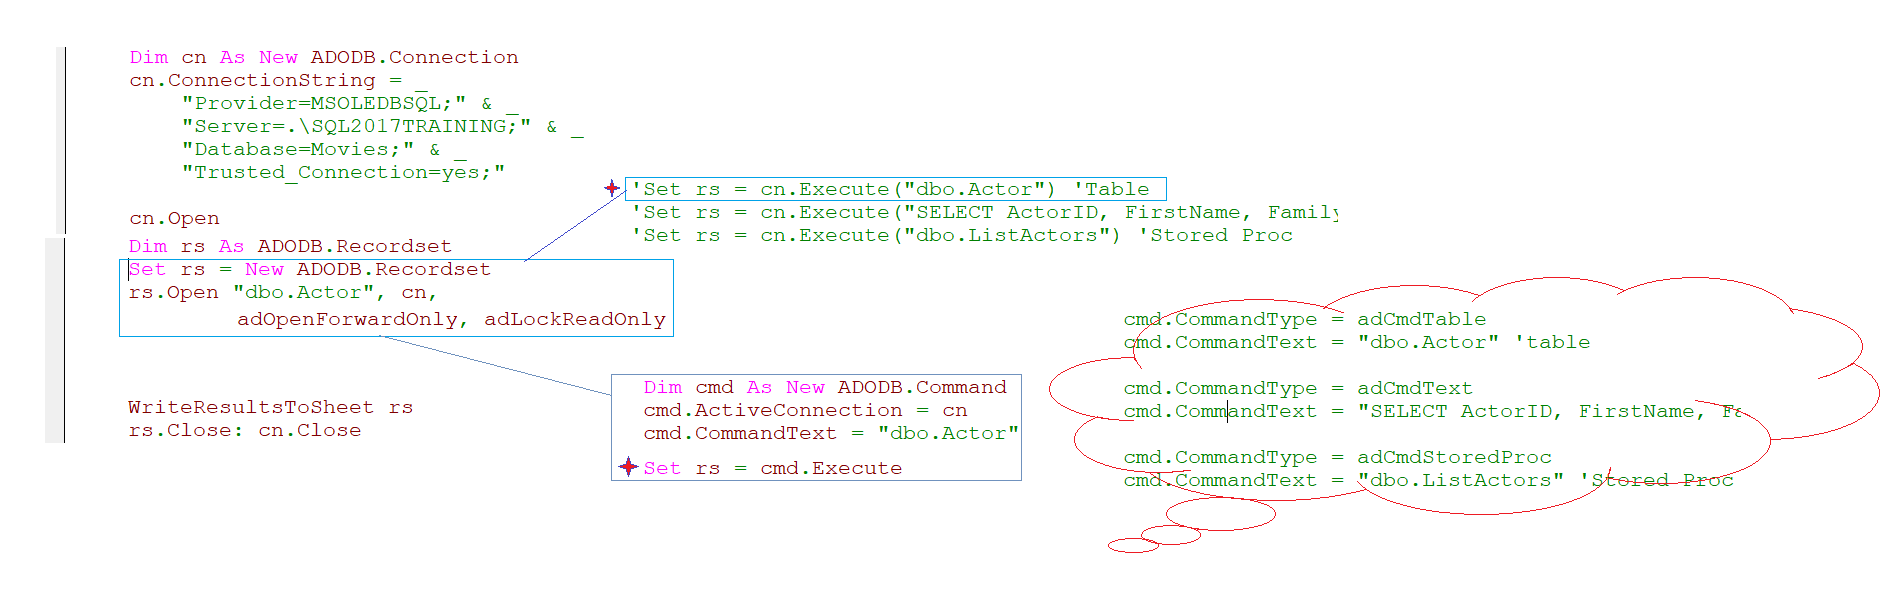 Dim cn As New ADODB.Connection
cn.ConnectionString = _
"Provider=MSOLEDBSQL;" & _
"Server=.\SQL2017TRAINING;" & _
"Database=Movies;" & _
"Trusted_Connection=yes;"
cn.Open
'Set rs = cn.Execute("dbo.Actor") 'Table
'Set rs = cn.Execute("SELECT ActorID, FirstName, Family
'Set rs = cn.Execute("dbo.ListActors") 'Stored Proc
Dim rs As ADODB.Recordset
Set rs = New ADODB.Recordset
rs.Open "dbo.Actor", cn,
adOpenForwardOnly, adLockReadOnly
WriteResultsToSheet rs
rs.Close: cn.Close
Dim cmd As New ADODB.Command
cmd.ActiveConnection = cn
cmd.CommandText = "dbo.Actor"
Set rs = cmd.Execute
cmd.CommandType = adCmdTable
cmd.CommandText = "dbo.Actor" 'table
cmd.CommandType = adCmdText
cmd.CommandText = "SELECT ActorID, FirstName,
cmd.CommandType = adCmdStoredProc
cmd.CommandText = "dbo.ListActors" 'Stored Proc